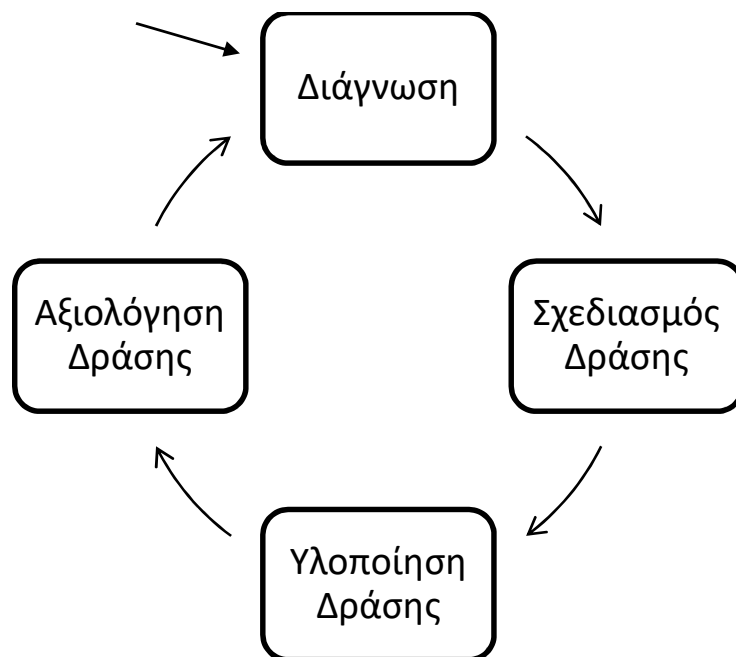 Διάγνωση
Σχεδιασμός
Δράσης
Υλοποίηση
Δράσης
Αξιολόγηση
Δράσης